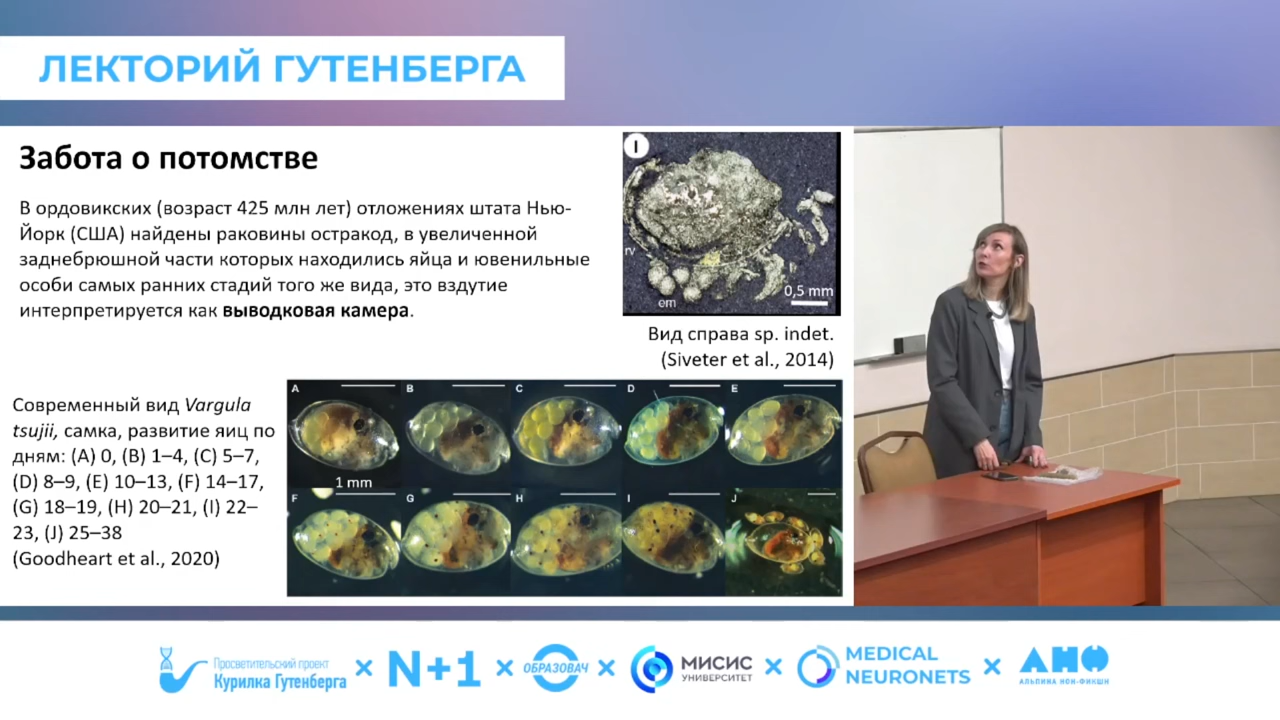 ЛЕКТОРИЙ ГУТЕНБЕРГА
Забота о потомстве
В ордовикских (возраст 425 млн лет) отложениях штата Нью-
Йорк (США) найдены раковины остракод, в увеличенной
заднебрюшной части которых находились яйца и ювенильные
особи самых ранних стадий того же вида, это вздутие
интерпретируется как выводковая камера.
I
rv
em
0,5 mm
Вид справа sp. indet.
(Siveter et al., 2014)
Современный вид Vargula
tsujii, самка, развитие яиц по
дням: (A) 0, (B) 1–4, (C) 5–7,
(D) 8–9, (E) 10–13, (F) 14–17,
(G) 18–19, (H) 20–21, (I) 22–
23, (J) 25–38
(Goodheart et al., 2020)
A B C D E
1 mm
F G H I J
Просветительский проект
Курилка Гутенберга
× N+1 × ОБРАЗОВАЧ × МИСИС
УНИВЕРСИТЕТ
× MEDICAL
NEURONETS
× АНФ
АЛЬПИНА НОН-ФИКШН